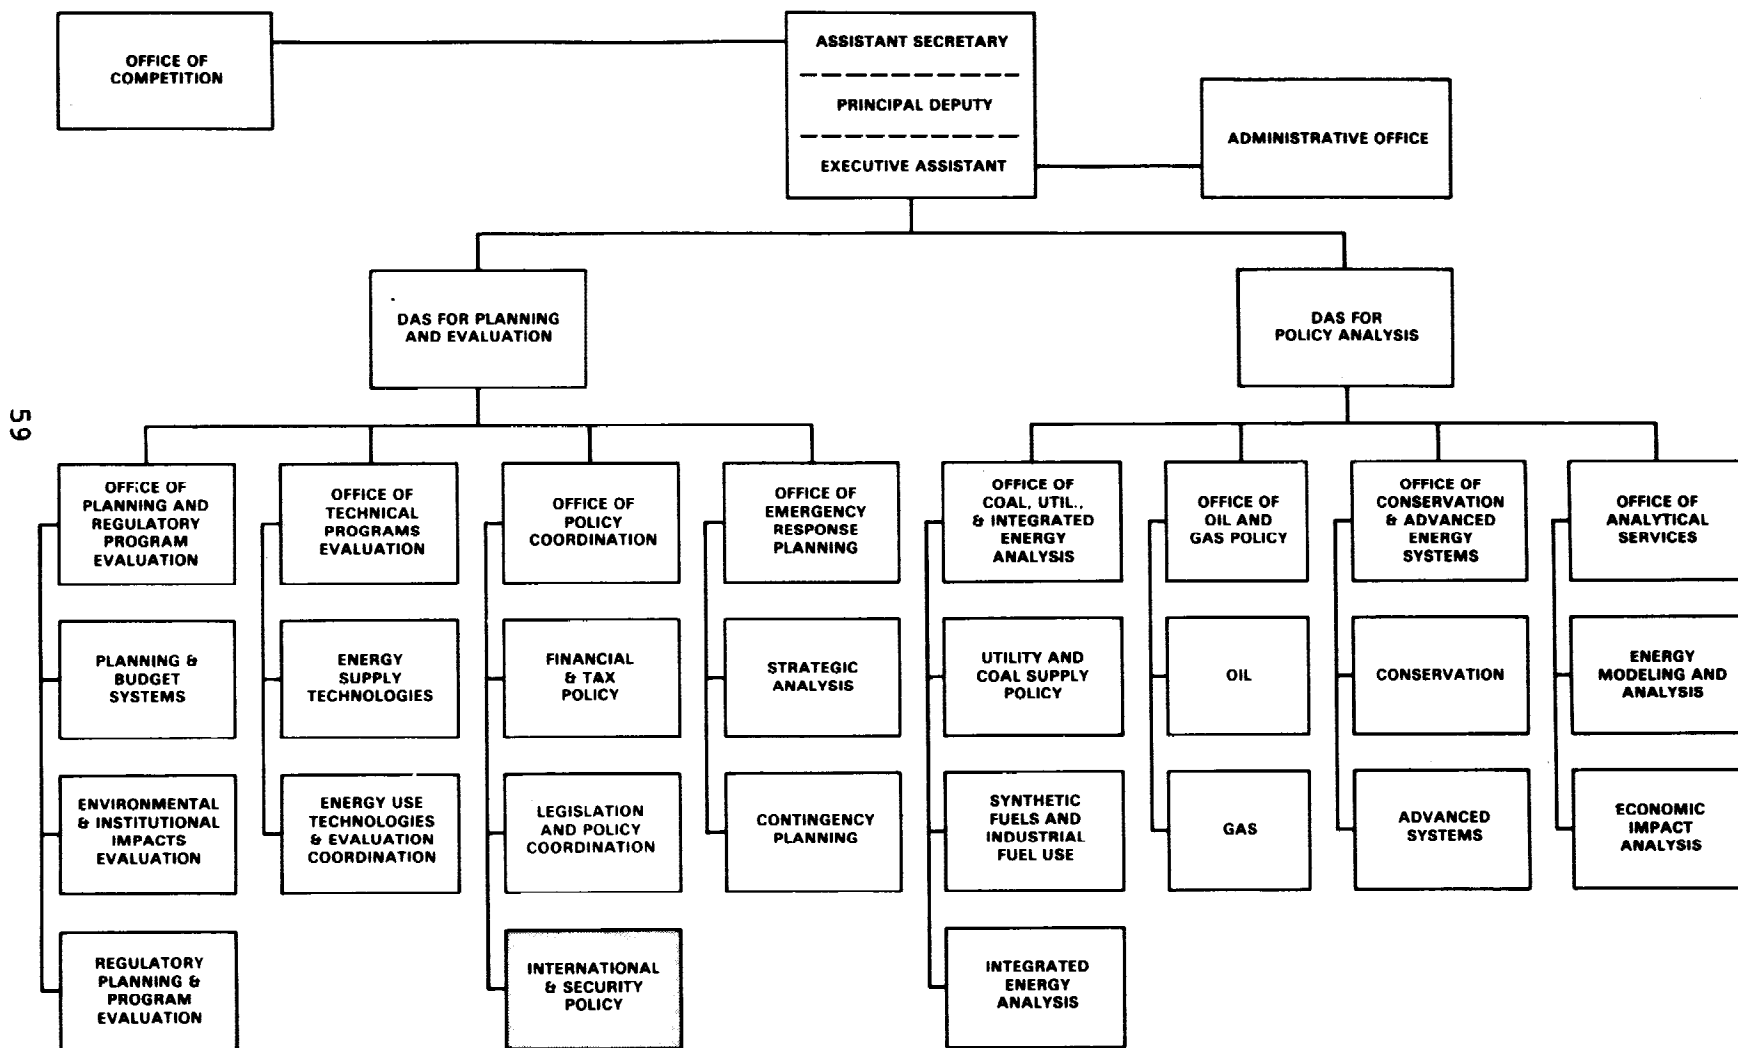 OFFICE OF
COMPETITION
ASSISTANT SECRETARY
PRINCIPAL DEPUTY
EXECUTIVE ASSISTANT
ADMINISTRATIVE OFFICE
DAS FOR PLANNING
AND EVALUATION
DAS FOR
POLICY ANALYSIS
59
OFFICE OF
PLANNING AND
REGULATORY
PROGRAM
EVALUATION
OFFICE OF
TECHNICAL
PROGRAMS
EVALUATION
OFFICE OF
POLICY
COORDINATION
OFFICE OF
EMERGENCY
RESPONSE
PLANNING
OFFICE OF
COAL, UTIL.,
& INTEGRATED
ENERGY
ANALYSIS
OFFICE OF
OIL AND
GAS POLICY
OFFICE OF
CONSERVATION
& ADVANCED
ENERGY
SYSTEMS
OFFICE OF
ANALYTICAL
SERVICES
PLANNING &
BUDGET
SYSTEMS
ENERGY
SUPPLY
TECHNOLOGIES
FINANCIAL
& TAX
POLICY
STRATEGIC
ANALYSIS
UTILITY AND
COAL SUPPLY
POLICY
OIL
CONSERVATION
ENERGY
MODELING AND
ANALYSIS
ENVIRONMENTAL
& INSTITUTIONAL
IMPACTS
EVALUATION
ENERGY USE
TECHNOLOGIES
& EVALUATION
COORDINATION
LEGISLATION
AND POLICY
COORDINATION
CONTINGENCY
PLANNING
SYNTHETIC
FUELS AND
INDUSTRIAL
FUEL USE
GAS
ADVANCED
SYSTEMS
ECONOMIC
IMPACT
ANALYSIS
REGULATORY
PLANNING &
PROGRAM
EVALUATION
INTERNATIONAL
& SECURITY
POLICY
INTEGRATED
ENERGY
ANALYSIS